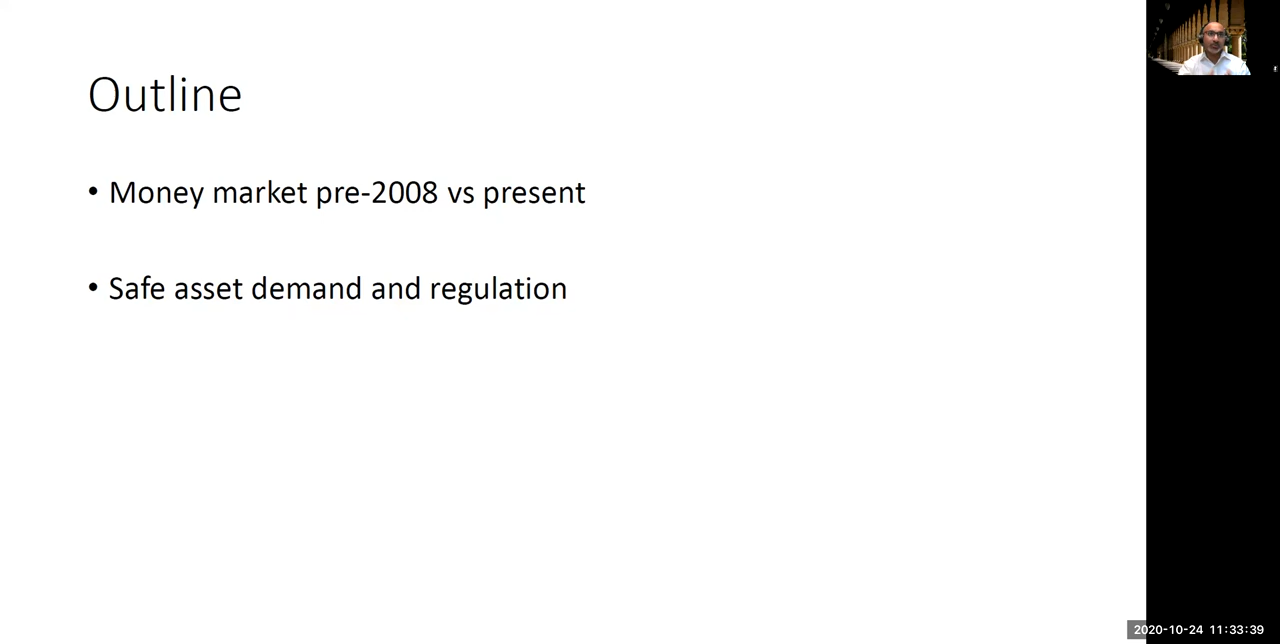 Outline
• Money market pre-2008 vs present
• Safe asset demand and regulation
2020-10-24 11:33:39